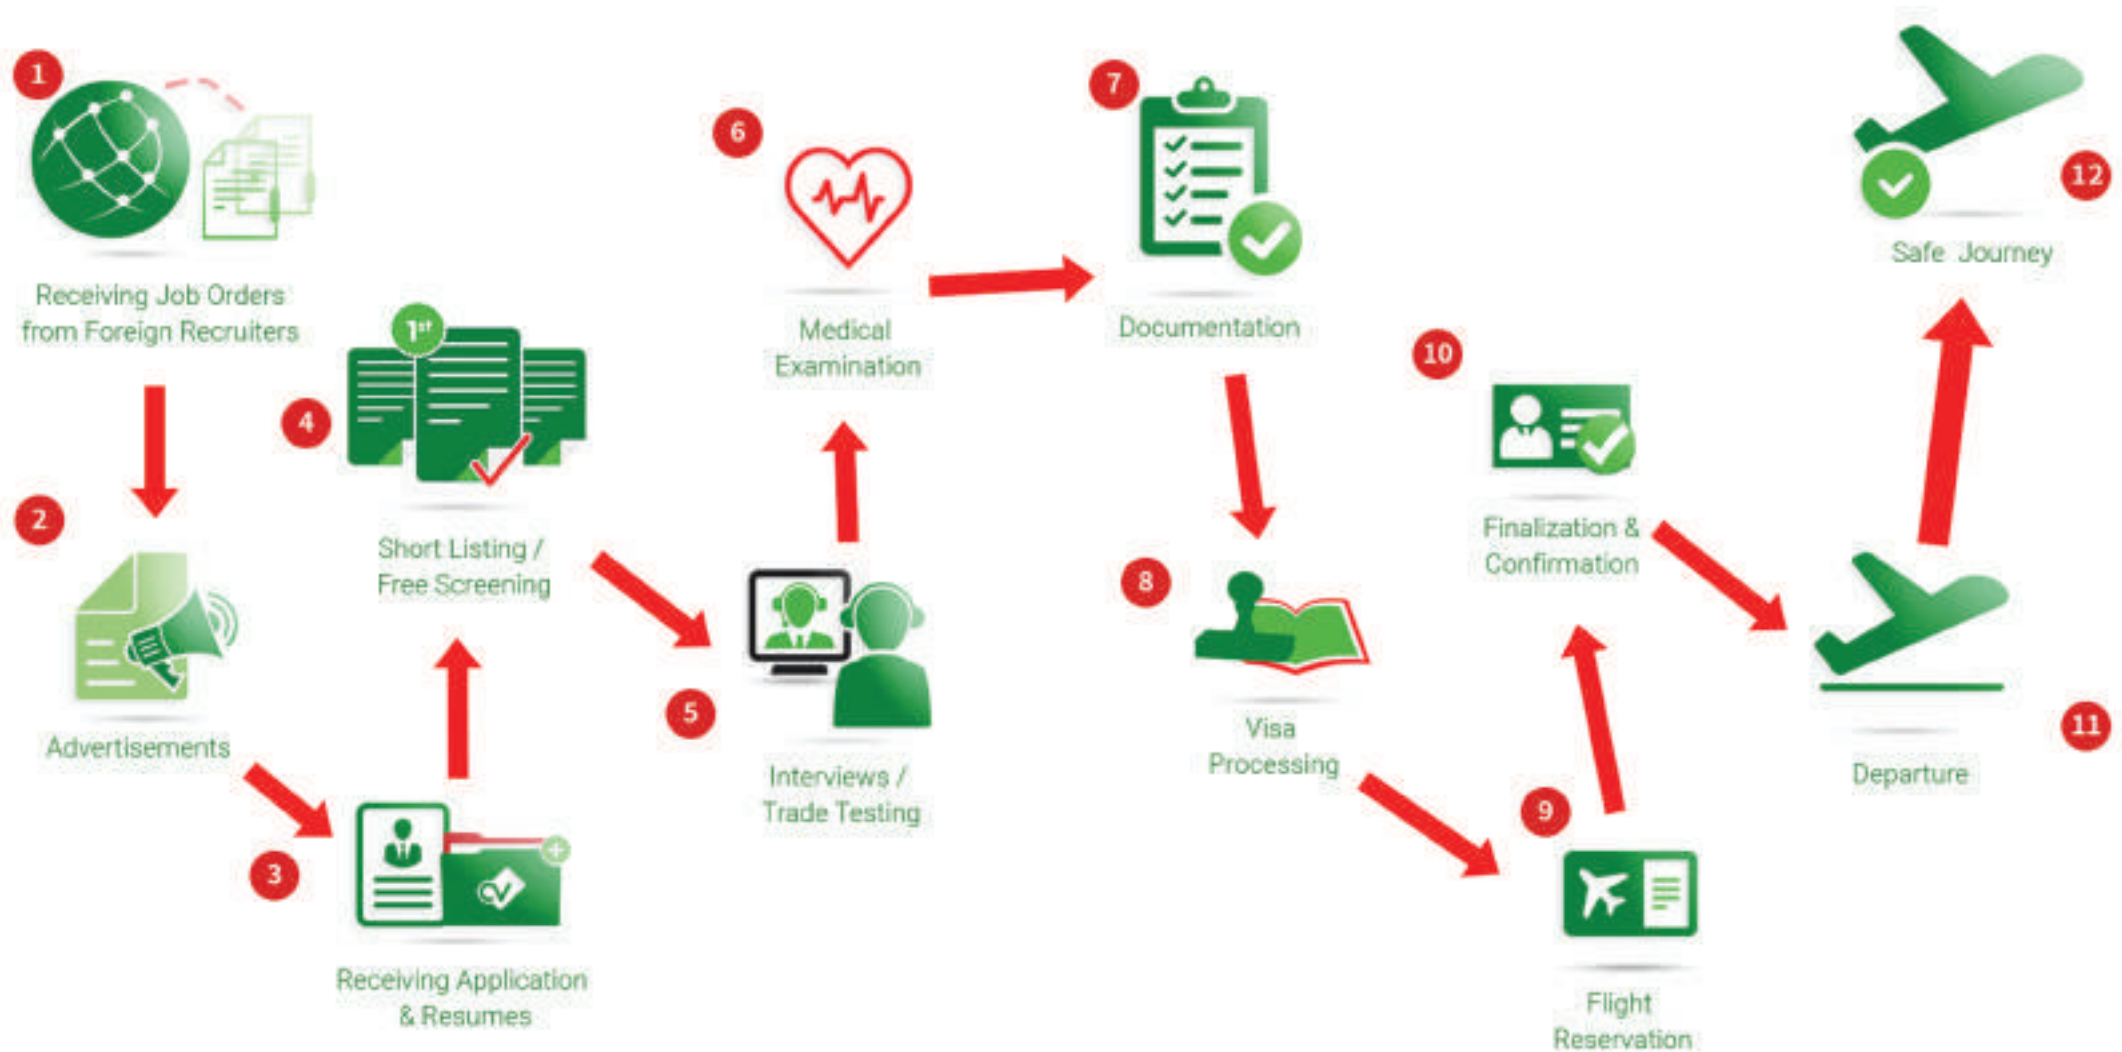 1
Receiving Job Orders
from Foreign Recruiters
2
Advertisements
3
Receiving Application
& Resumes
4
1st
Short Listing /
Free Screening
5
Interviews /
Trade Testing
6
Medical
Examination
7
Documentation
8
Visa
Processing
9
Flight
Reservation
10
Finalization &
Confirmation
11
Departure
12
Safe Journey